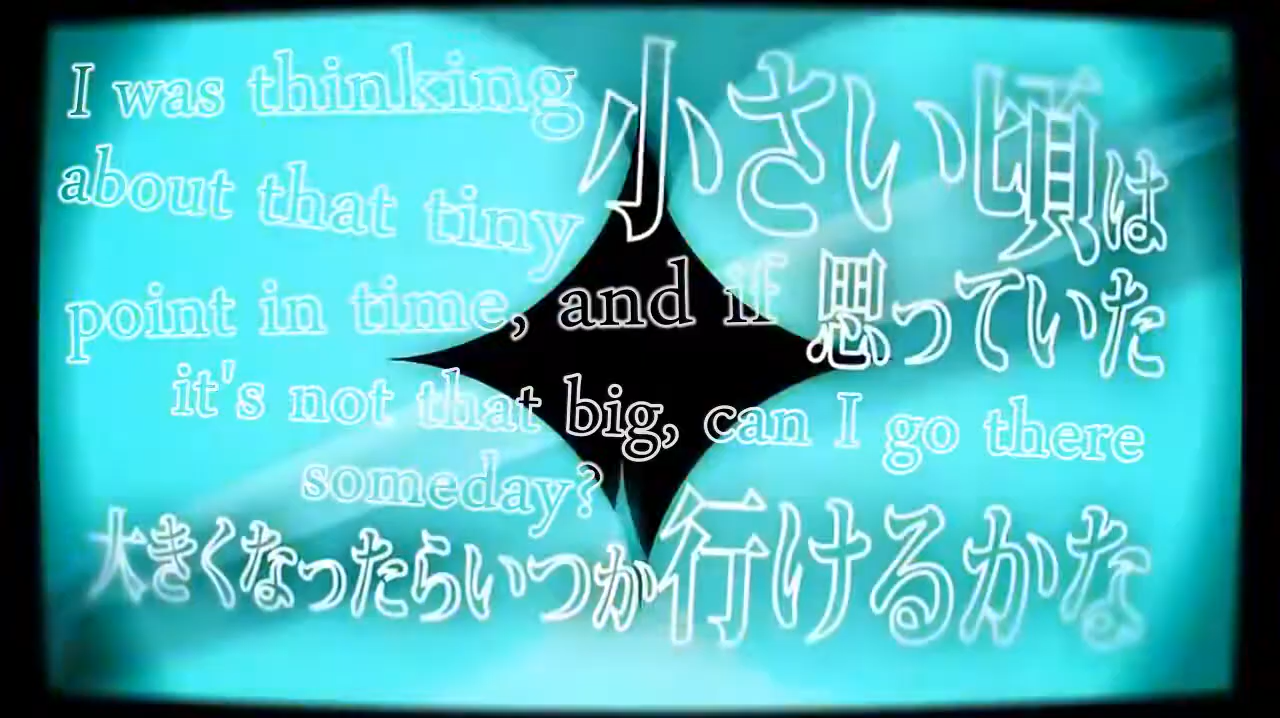 I was thinking
about that tiny
point in time, and if
it's not that big, can I go there
someday?
小さい頃は
思っていた
大きくなったらいつか行けるかな